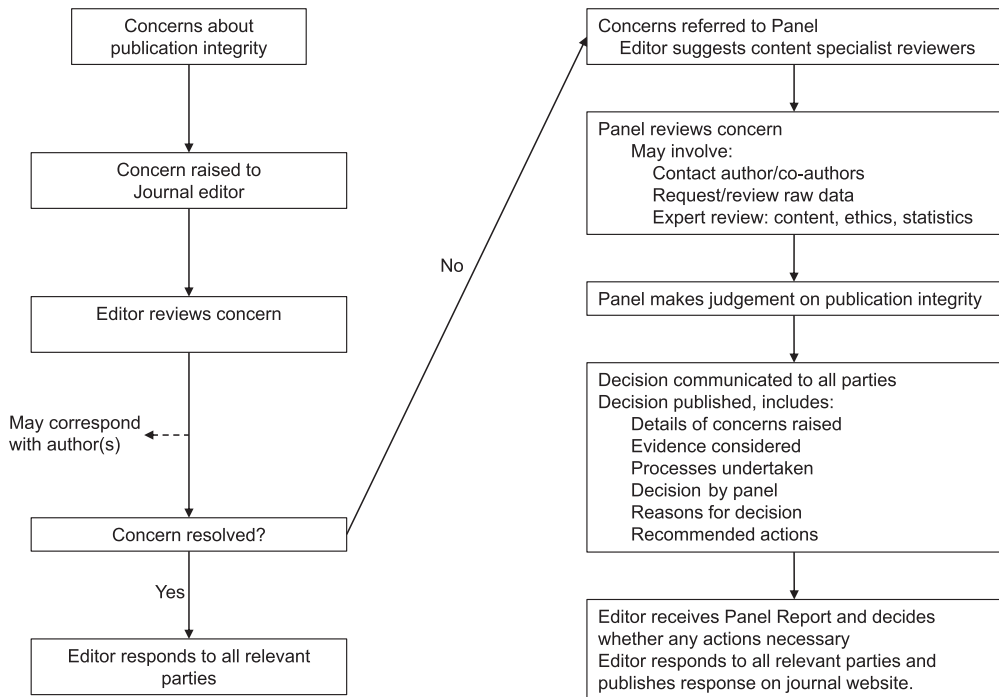 Concerns about
publication integrity
Concern raised to
Journal editor
Editor reviews concern
May correspond
with author(s)
Concern resolved?
Yes
Editor responds to all relevant
parties
No
Concerns referred to Panel
Editor suggests content specialist reviewers
Panel reviews concern
May involve:
Contact author/co-authors
Request/review raw data
Expert review: content, ethics, statistics
Panel makes judgement on publication integrity
Decision communicated to all parties
Decision published, includes:
Details of concerns raised
Evidence considered
Processes undertaken
Decision by panel
Reasons for decision
Recommended actions
Editor receives Panel Report and decides
whether any actions necessary
Editor responds to all relevant parties and
publishes response on journal website.